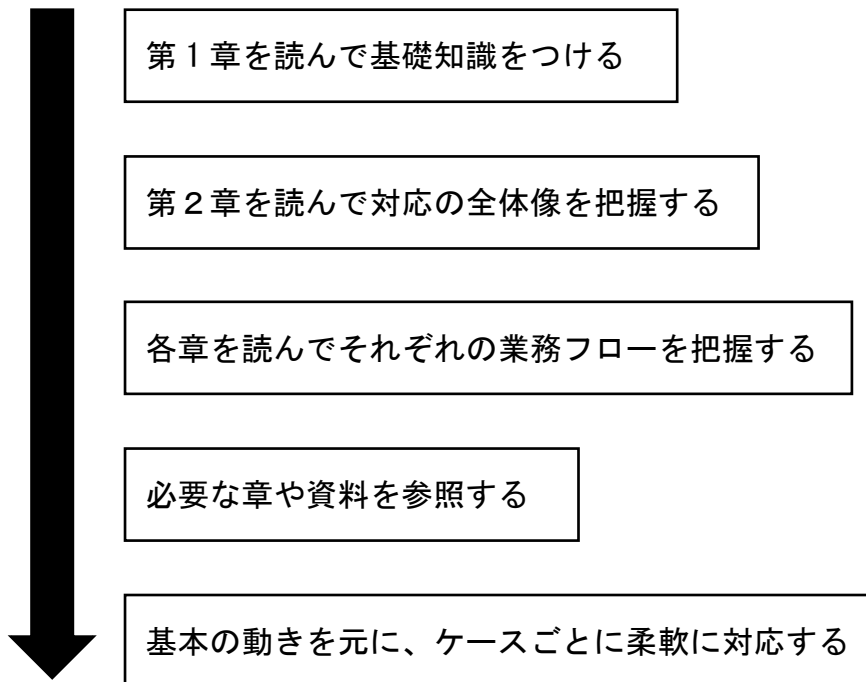 第１章を読んで基礎知識をつける
第２章を読んで対応の全体像を把握する
各章を読んでそれぞれの業務フローを把握する
必要な章や資料を参照する
基本の動きを元に、ケースごとに柔軟に対応する